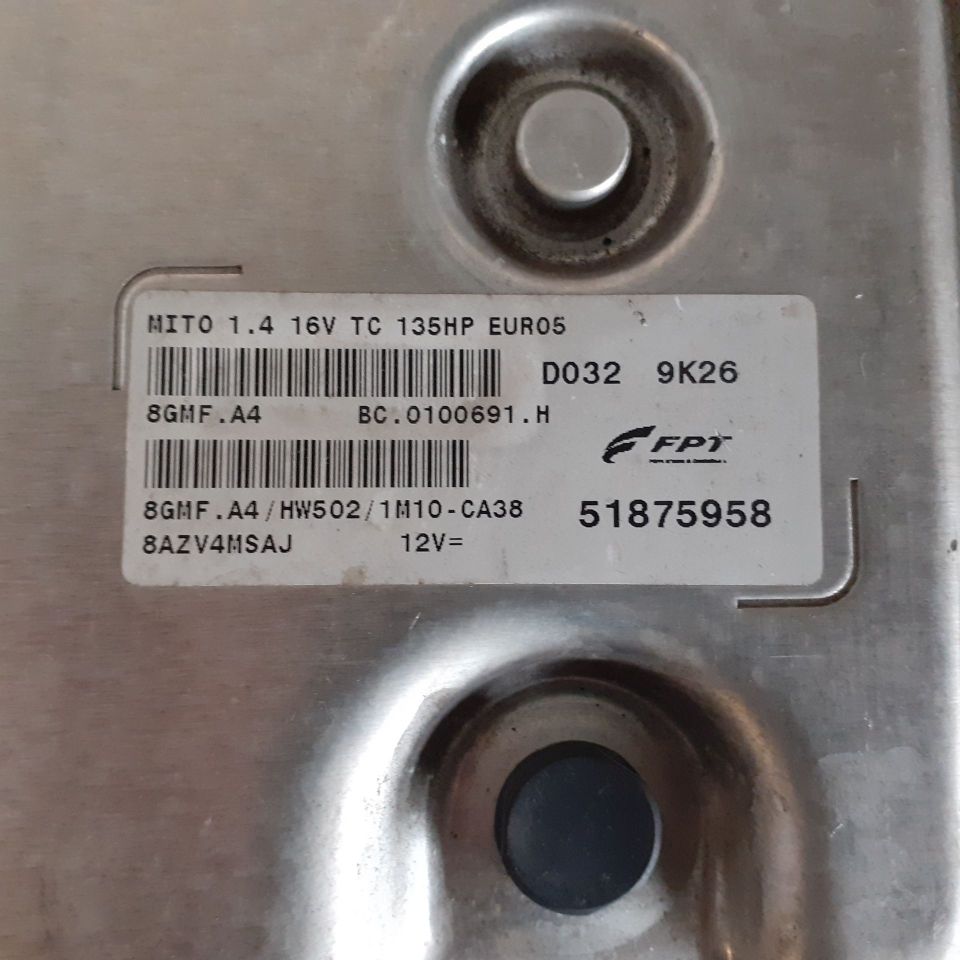 MITO 1.4 16V TC 135HP EURO5
D032 9K26
8GMF.A4 BC.0100691.H
FPT
8GMF.A4/HW502/1M10-CA38
51875958
8AZV4MSAJ 12V=